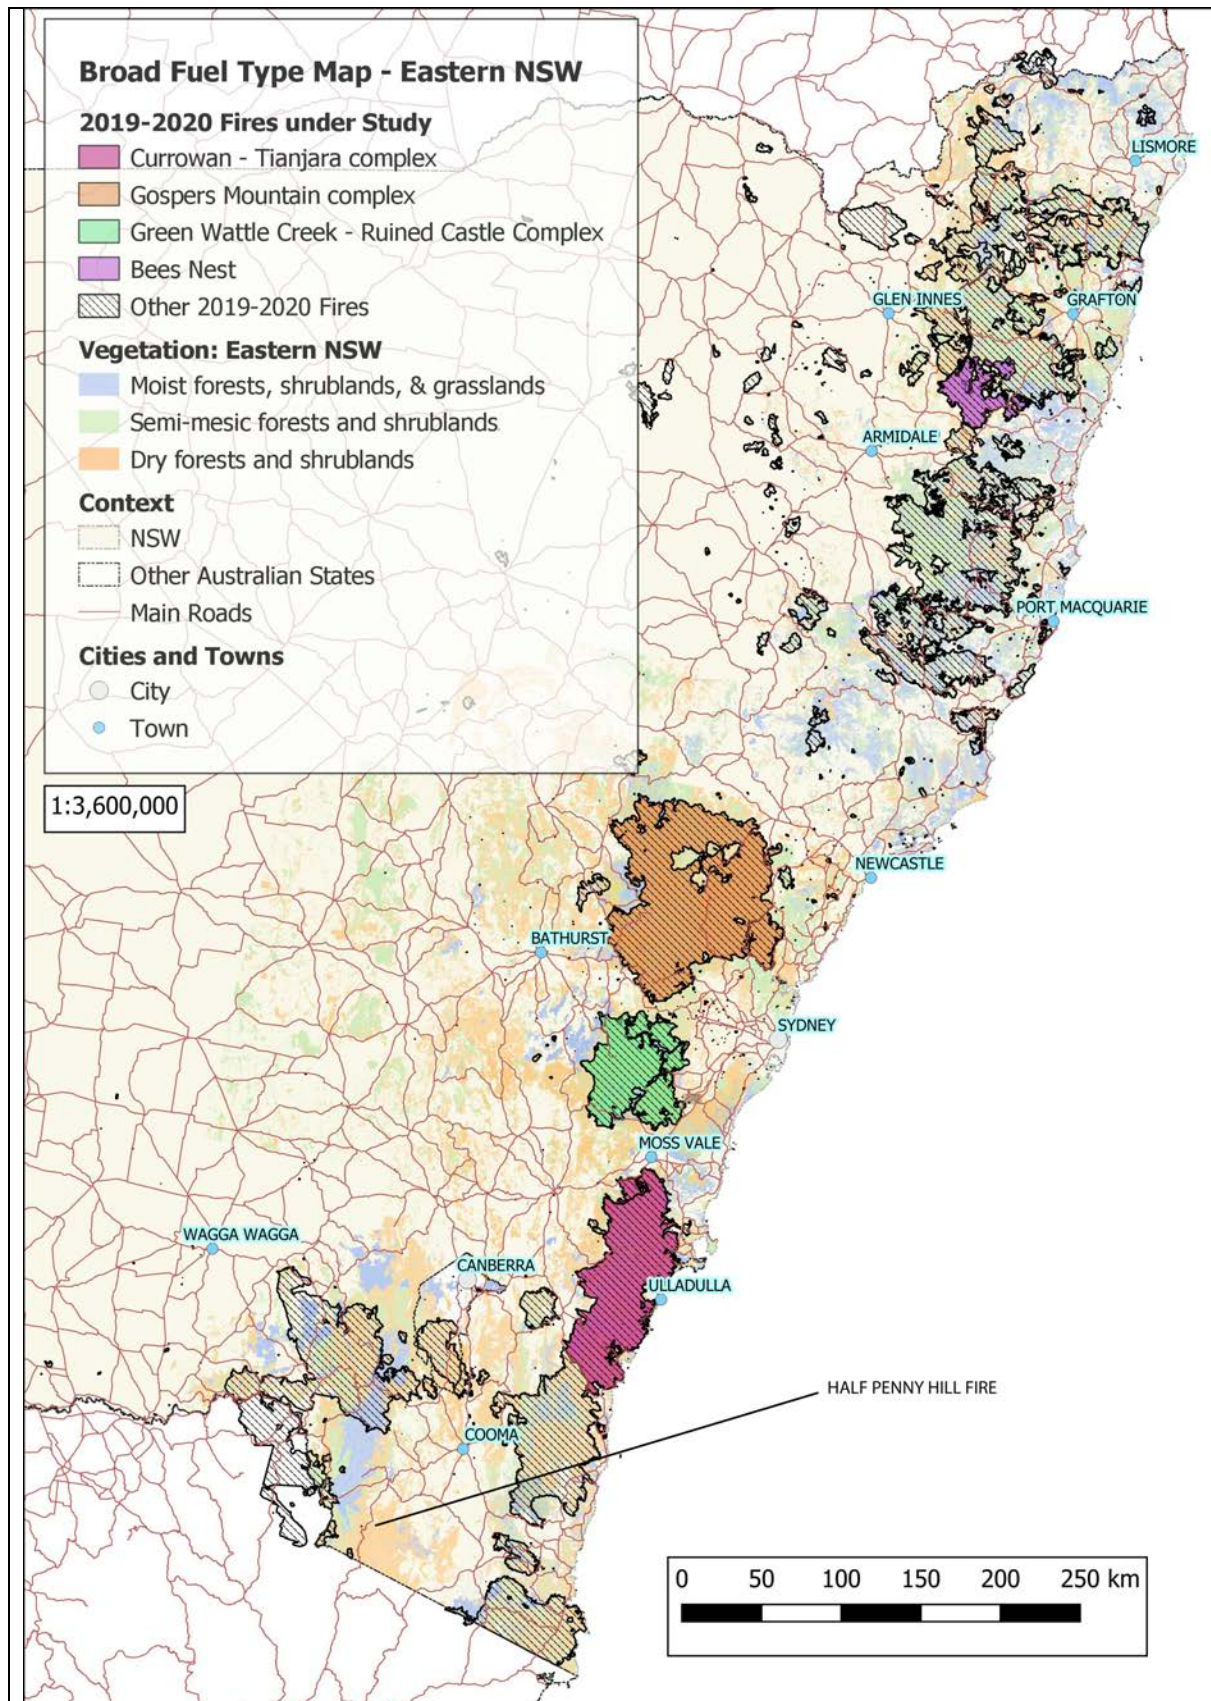 Broad Fuel Type Map - Eastern NSW
2019-2020 Fires under Study
Currowan - Tianjara complex
Gospers Mountain complex
Green Wattle Creek - Ruined Castle Complex
Bees Nest
Other 2019-2020 Fires
Vegetation: Eastern NSW
Moist forests, shrublands, & grasslands
Semi-mesic forests and shrublands
Dry forests and shrublands
Context
NSW
Other Australian States
Main Roads
Cities and Towns
City
Town
1:3,600,000
LISMORE
GLEN INNES
GRAFTON
ARMIDALE
PORT MACQUARIE
NEWCASTLE
BATHURST
SYDNEY
MOSS VALE
WAGGA WAGGA
CANBERRA
ULLADULLA
HALF PENNY HILL FIRE
COOMA
0 50 100 150 200 250 km